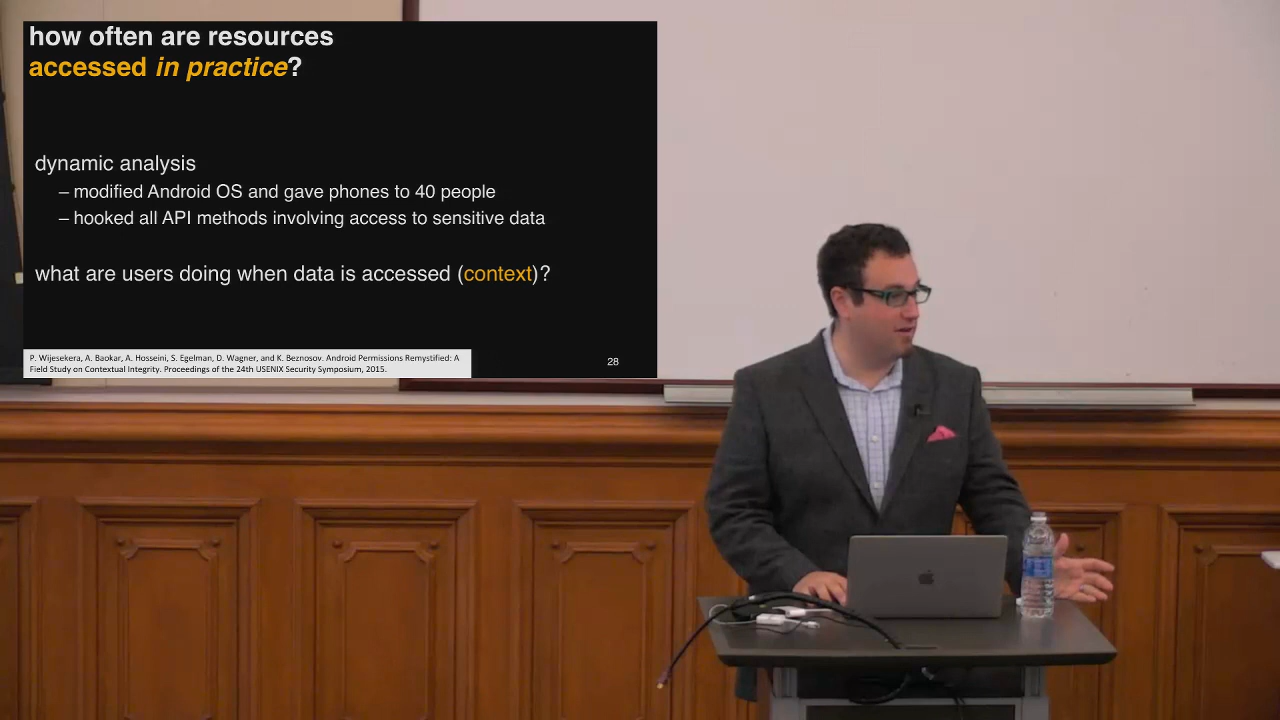 how often are resources
accessed in practice?
dynamic analysis
– modified Android OS and gave phones to 40 people
– hooked all API methods involving access to sensitive data
what are users doing when data is accessed (context)?
P. Wijesekera, A. Baokar, A. Hosseini, S. Egelman, D. Wagner, and K. Beznosov. Android Permissions Remystified: A
Field Study on Contextual Integrity. Proceedings of the 24th USENIX Security Symposium, 2015.
28